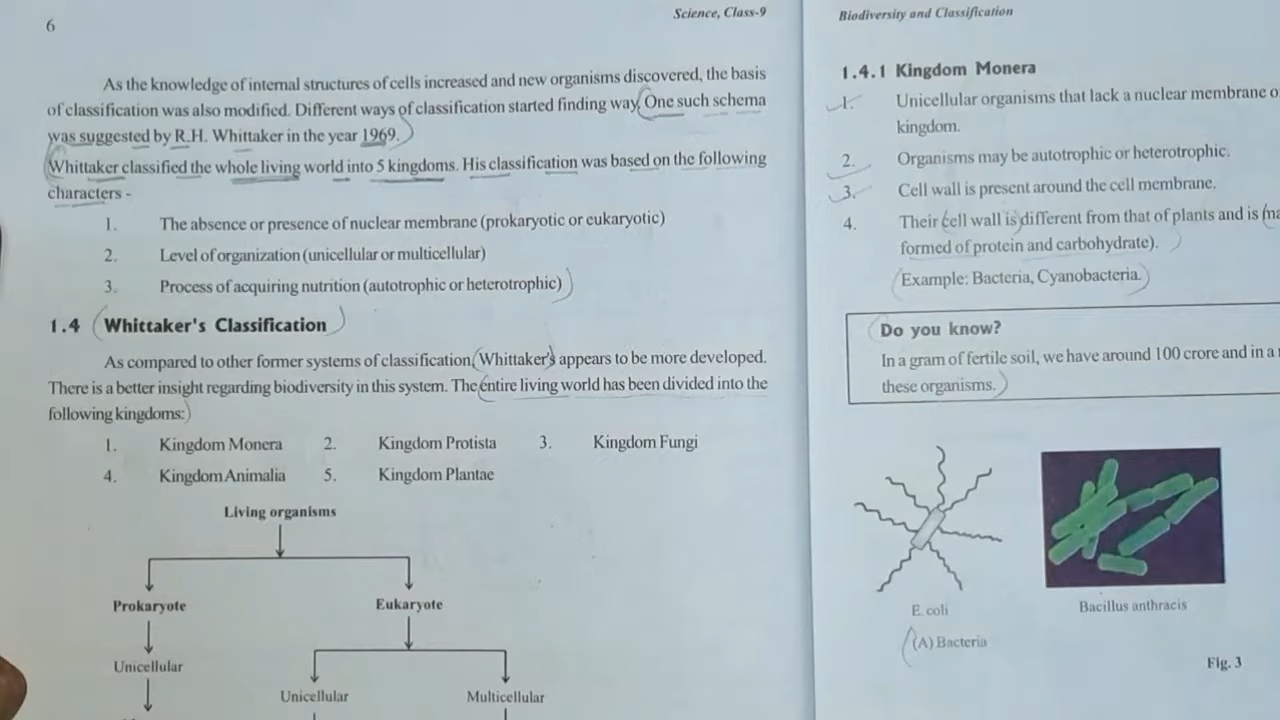 6
Science, Class-9
As the knowledge of internal structures of cells increased and new organisms discovered, the basis
of classification was also modified. Different ways of classification started finding way. One such schema
was suggested by R.H. Whittaker in the year 1969.
Whittaker classified the whole living world into 5 kingdoms. His classification was based on the following
characters -
1. The absence or presence of nuclear membrane (prokaryotic or eukaryotic)
2. Level of organization (unicellular or multicellular)
3. Process of acquiring nutrition (autotrophic or heterotrophic)
1.4 Whittaker's Classification
As compared to other former systems of classification, Whittaker's appears to be more developed.
There is a better insight regarding biodiversity in this system. The entire living world has been divided into the
following kingdoms:
1. Kingdom Monera 2. Kingdom Protista 3. Kingdom Fungi
4. Kingdom Animalia 5. Kingdom Plantae
Living organisms
Prokaryote Eukaryote
Unicellular
Unicellular Multicellular
Biodiversity and Classification
1.4.1 Kingdom Monera
1. Unicellular organisms that lack a nuclear membrane
kingdom.
2. Organisms may be autotrophic or heterotrophic.
3. Cell wall is present around the cell membrane.
4. Their cell wall is different from that of plants and is
formed of protein and carbohydrate).
Example: Bacteria, Cyanobacteria.
Do you know?
In a gram of fertile soil, we have around 100 crore and in a
these organisms.
E. coli
Bacillus anthracis
(A) Bacteria
Fig. 3